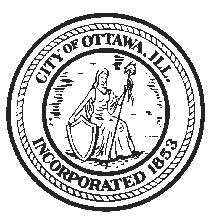 CITY OF OTTAWA, ILL.
INCORPORATED 1853